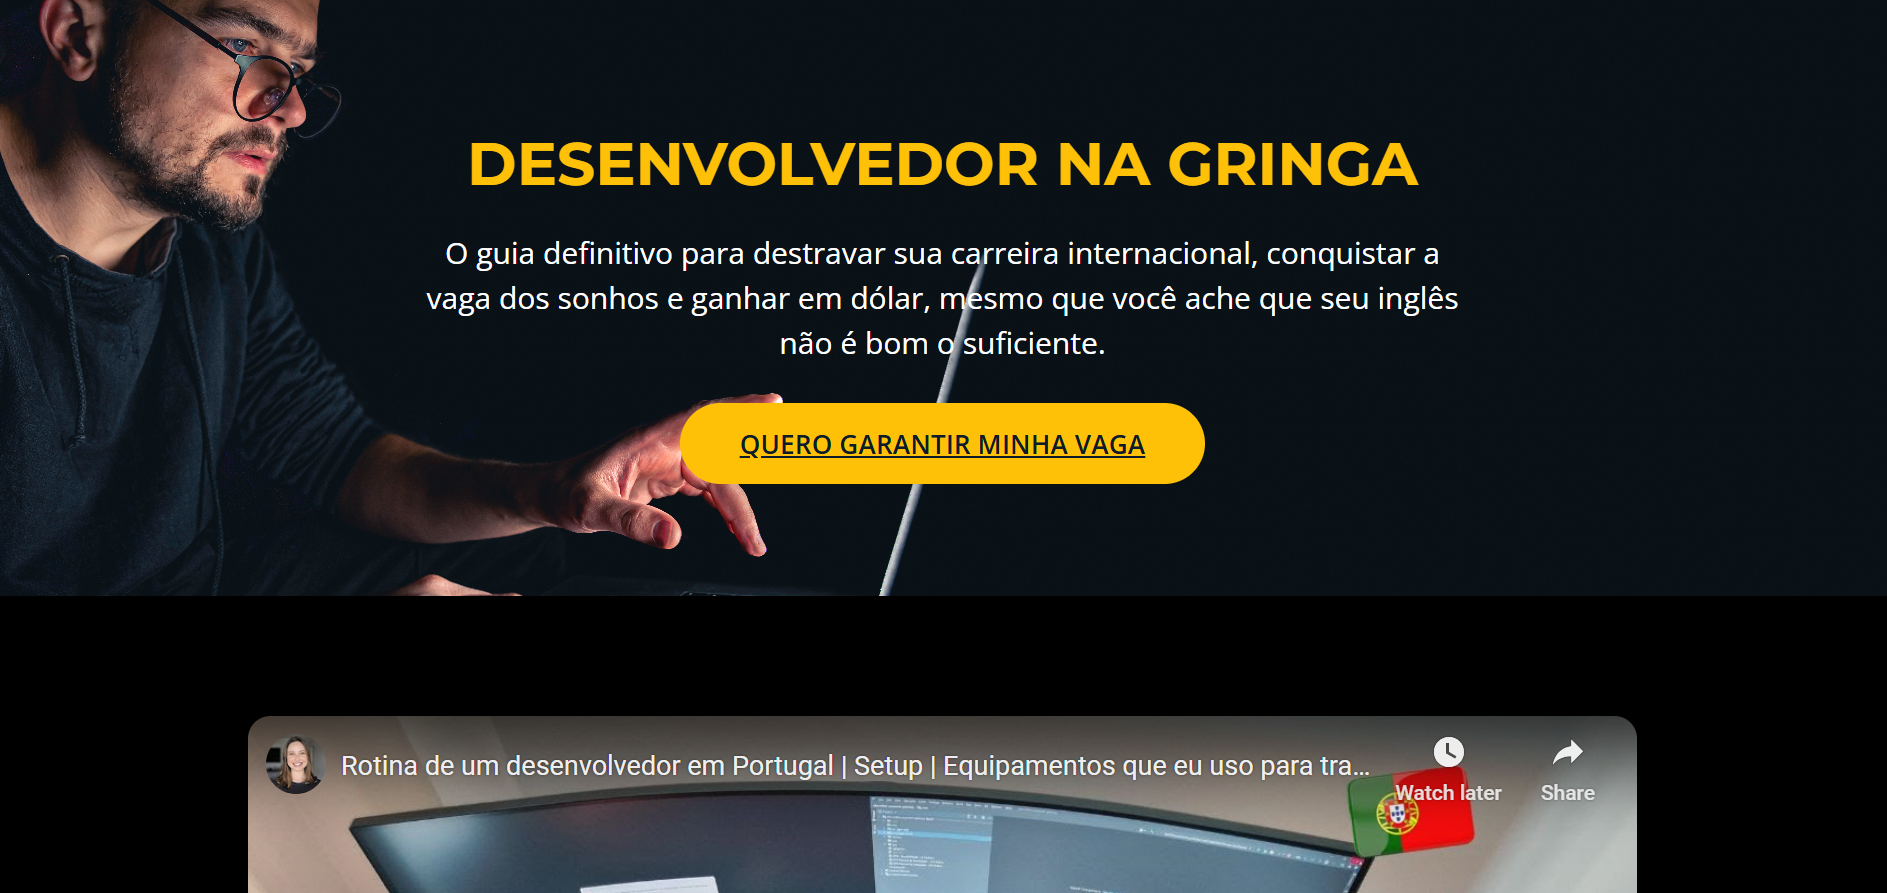 DESENVOLVEDOR NA GRINGA
O guia definitivo para destravar sua carreira internacional, conquistar a
vaga dos sonhos e ganhar em dólar, mesmo que você ache que seu inglês
não é bom o suficiente.
QUERO GARANTIR MINHA VAGA
Rotina de um desenvolvedor em Portugal | Setup | Equipamentos que eu uso para tra...
Watch later
Share